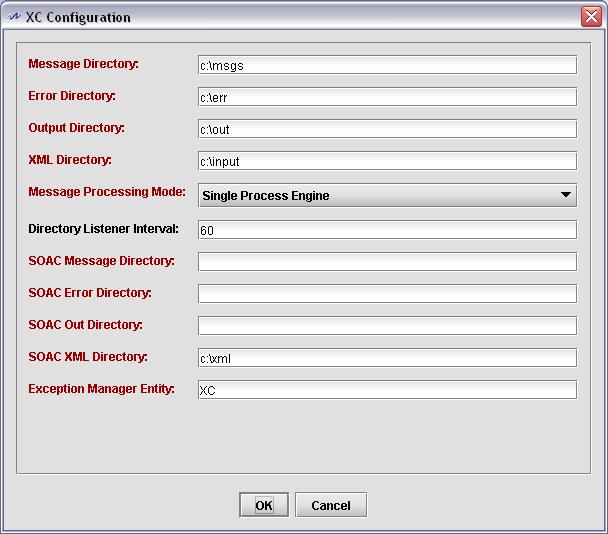 XC Configuration
Message Directory: c:\msgs
Error Directory: c:\err
Output Directory: c:\out
XML Directory: c:\input
Message Processing Mode: Single Process Engine
Directory Listener Interval: 60
SOAC Message Directory:
SOAC Error Directory:
SOAC Out Directory:
SOAC XML Directory: c:\xml
Exception Manager Entity: XC
OK Cancel